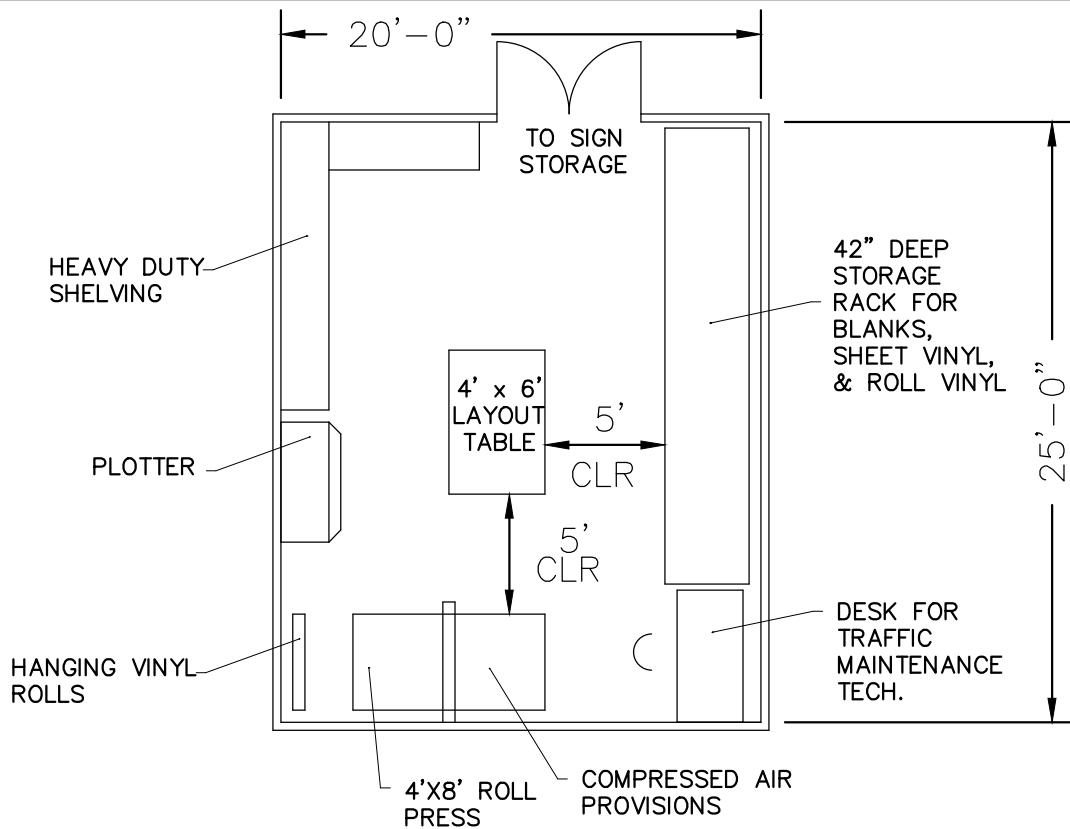 20'-0"
TO SIGN
STORAGE
HEAVY DUTY
SHELVING
42" DEEP
STORAGE
RACK FOR
BLANKS,
SHEET VINYL,
& ROLL VINYL
4' x 6'
LAYOUT
TABLE
5'
CLR
25'-0"
PLOTTER
5'
CLR
DESK FOR
TRAFFIC
MAINTENANCE
TECH.
HANGING VINYL
ROLLS
4'X8' ROLL
PRESS
COMPRESSED AIR
PROVISIONS